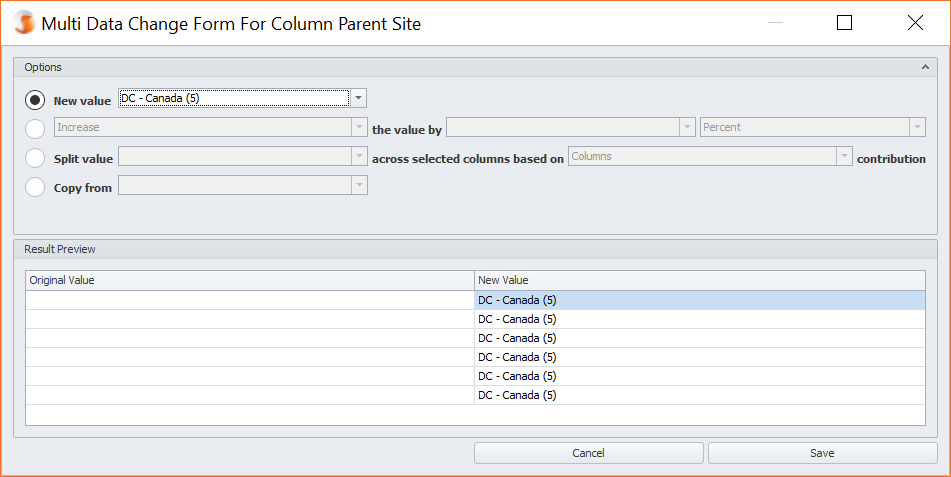 Multi Data Change Form For Column Parent Site
Options
New value DC - Canada (5)
Increase the value by Percent
Split value across selected columns based on Columns contribution
Copy from
Result Preview
Original Value New Value
DC - Canada (5)
DC - Canada (5)
DC - Canada (5)
DC - Canada (5)
DC - Canada (5)
DC - Canada (5)
Cancel Save